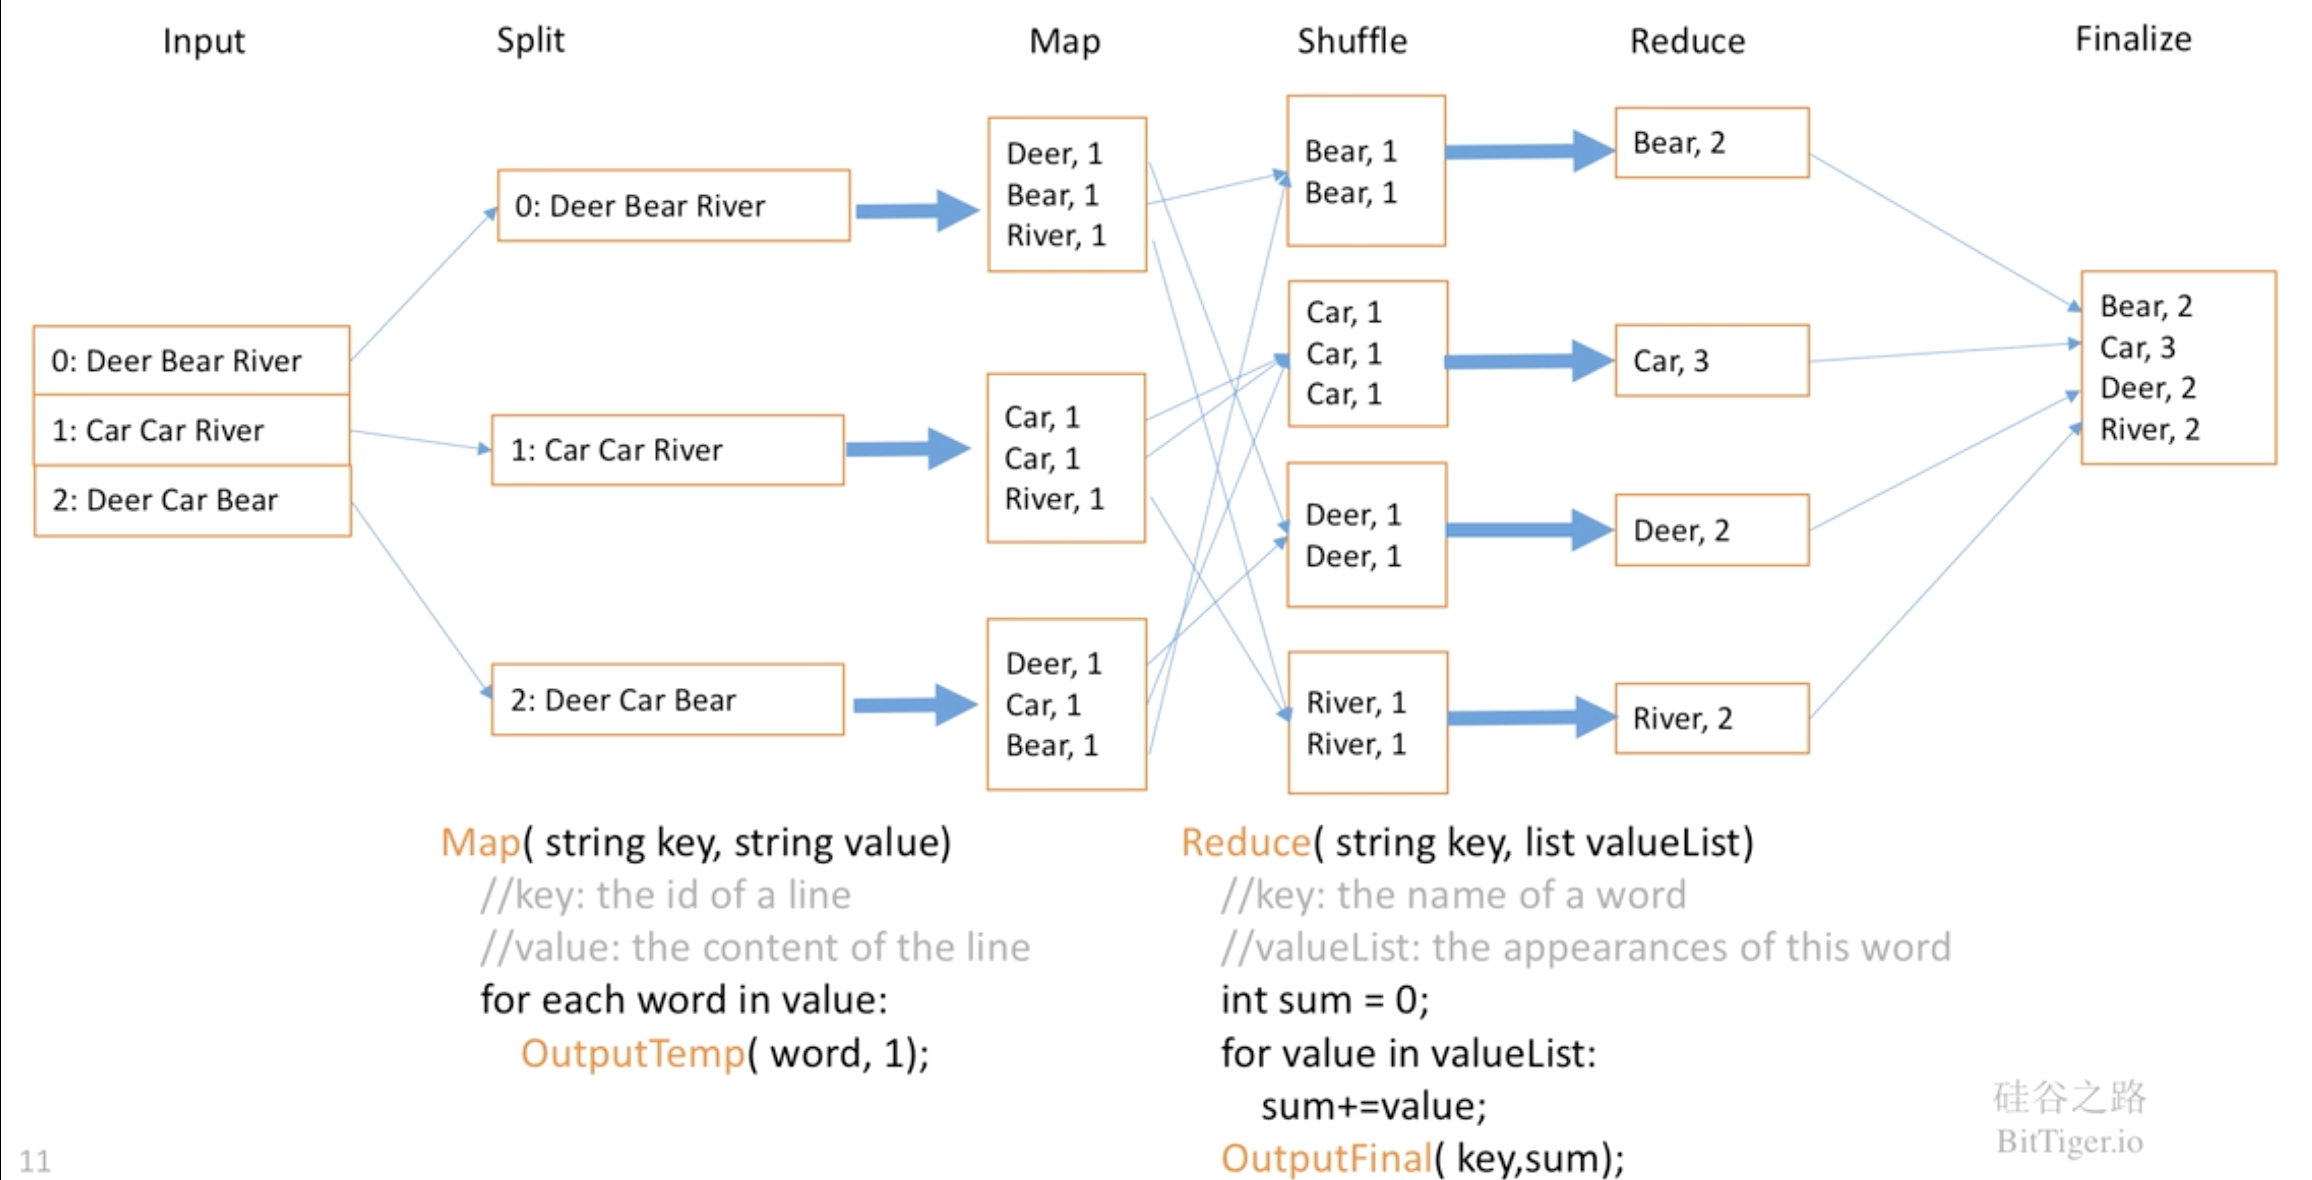 Input
Split
Map
Shuffle
Reduce
Finalize
0: Deer Bear River
1: Car Car River
2: Deer Car Bear
0: Deer Bear River
1: Car Car River
2: Deer Car Bear
Deer, 1
Bear, 1
River, 1
Car, 1
Car, 1
River, 1
Deer, 1
Car, 1
Bear, 1
Bear, 1
Bear, 1
Car, 1
Car, 1
Car, 1
Deer, 1
Deer, 1
River, 1
River, 1
Bear, 2
Car, 3
Deer, 2
River, 2
Bear, 2
Car, 3
Deer, 2
River, 2
Map( string key, string value)
//key: the id of a line
//value: the content of the line
for each word in value:
OutputTemp( word, 1);
Reduce( string key, list valueList)
//key: the name of a word
//valueList: the appearances of this word
int sum = 0;
for value in valueList:
sum+=value;
OutputFinal( key,sum);
硅谷之路
BitTiger.io
11